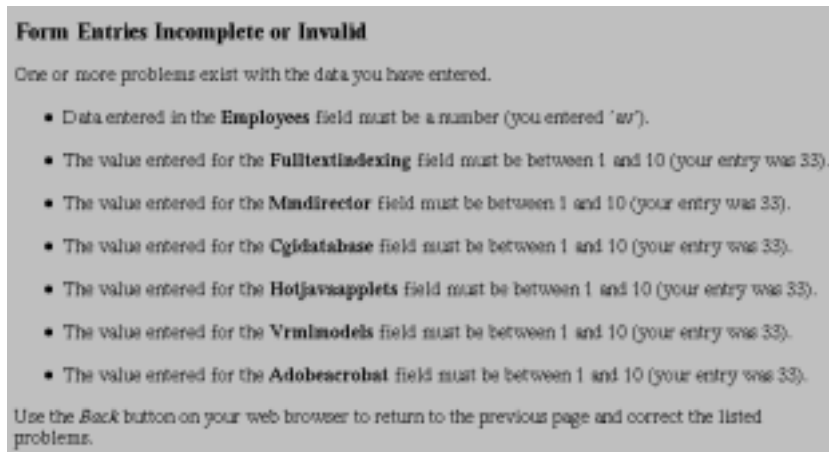 Form Entries Incomplete or Invalid
One or more problems exist with the data you have entered.
• Data entered in the Employees field must be a number (you entered 'av').
• The value entered for the Fulltextindexing field must be between 1 and 10 (your entry was 33).
• The value entered for the Mmdirector field must be between 1 and 10 (your entry was 33).
• The value entered for the Cgidatabase field must be between 1 and 10 (your entry was 33).
• The value entered for the Hotjavaapplets field must be between 1 and 10 (your entry was 33).
• The value entered for the Vrmlmodels field must be between 1 and 10 (your entry was 33).
• The value entered for the Adobeacrobat field must be between 1 and 10 (your entry was 33).
Use the Back button on your web browser to return to the previous page and correct the listed
problems.